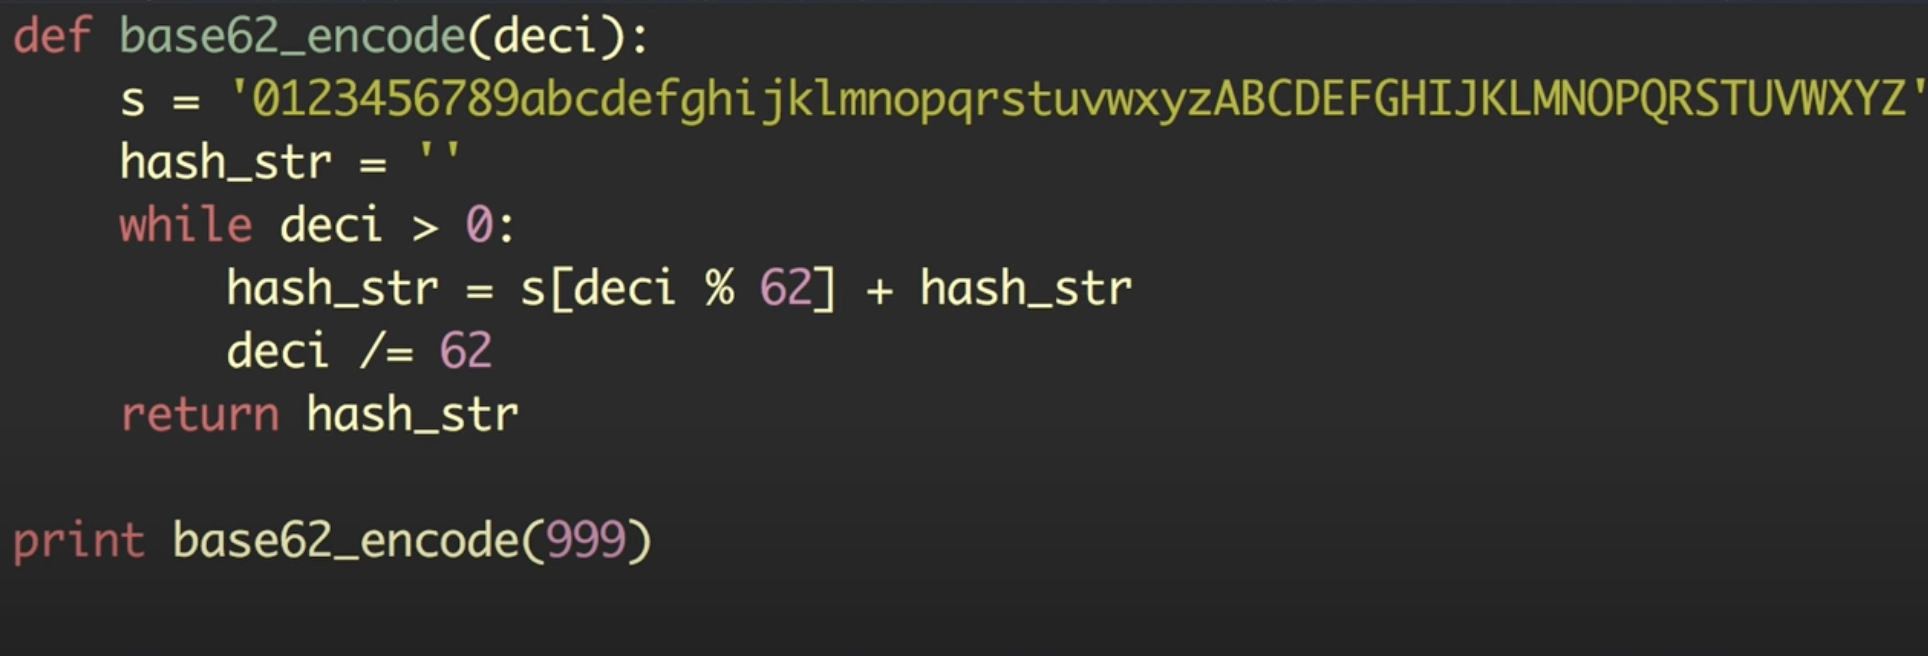 def base62_encode(deci):
    s = '0123456789abcdefghijklmnopqrstuvwxyzABCDEFGHIJKLMNOPQRSTUVWXYZ'
    hash_str = ''
    while deci > 0:
        hash_str = s[deci % 62] + hash_str
        deci /= 62
    return hash_str

print base62_encode(999)